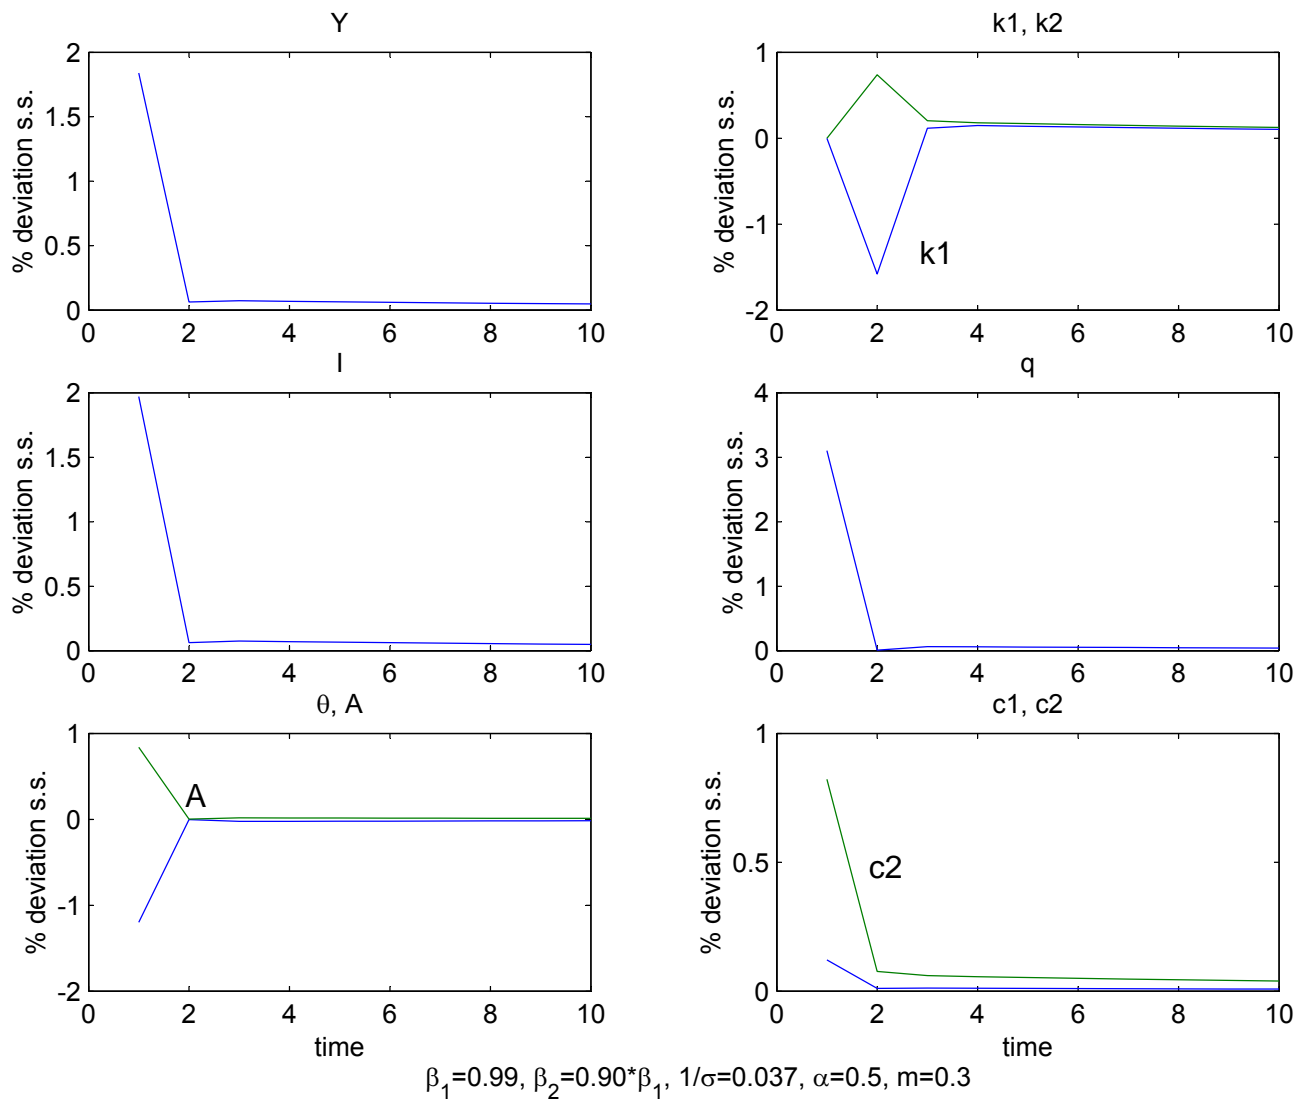 Y
% deviation s.s.
2
1.5
1
0.5
0
0 2 4 6 8 10
k1, k2
% deviation s.s.
1
0
-1
-2
k1
0 2 4 6 8 10
I
% deviation s.s.
2
1.5
1
0.5
0
0 2 4 6 8 10
q
% deviation s.s.
4
3
2
1
0
0 2 4 6 8 10
θ, A
% deviation s.s.
1
0
-1
-2
A
0 2 4 6 8 10
time
c1, c2
% deviation s.s.
1
0.5
0
c2
0 2 4 6 8 10
time
β₁=0.99, β₂=0.90*β₁, 1/σ=0.037, α=0.5, m=0.3